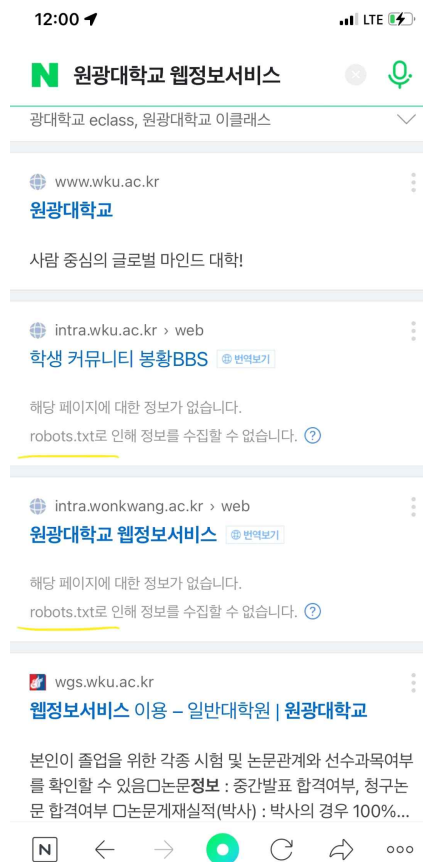 12:00
LTE
N 원광대학교 웹정보서비스
광대학교 eclass, 원광대학교 이클래스
www.wku.ac.kr
원광대학교
사람 중심의 글로벌 마인드 대학!
intra.wku.ac.kr › web
학생 커뮤니티 봉황BBS 번역보기
해당 페이지에 대한 정보가 없습니다.
robots.txt로 인해 정보를 수집할 수 없습니다. ?
intra.wonkwang.ac.kr › web
원광대학교 웹정보서비스 번역보기
해당 페이지에 대한 정보가 없습니다.
robots.txt로 인해 정보를 수집할 수 없습니다. ?
wgs.wku.ac.kr
웹정보서비스 이용 – 일반대학원 | 원광대학교
본인이 졸업을 위한 각종 시험 및 논문관계와 선수과목여부
를 확인할 수 있음□논문정보 : 중간발표 합격여부, 청구논
문 합격여부 □논문게재실적(박사) : 박사의 경우 100%...
N